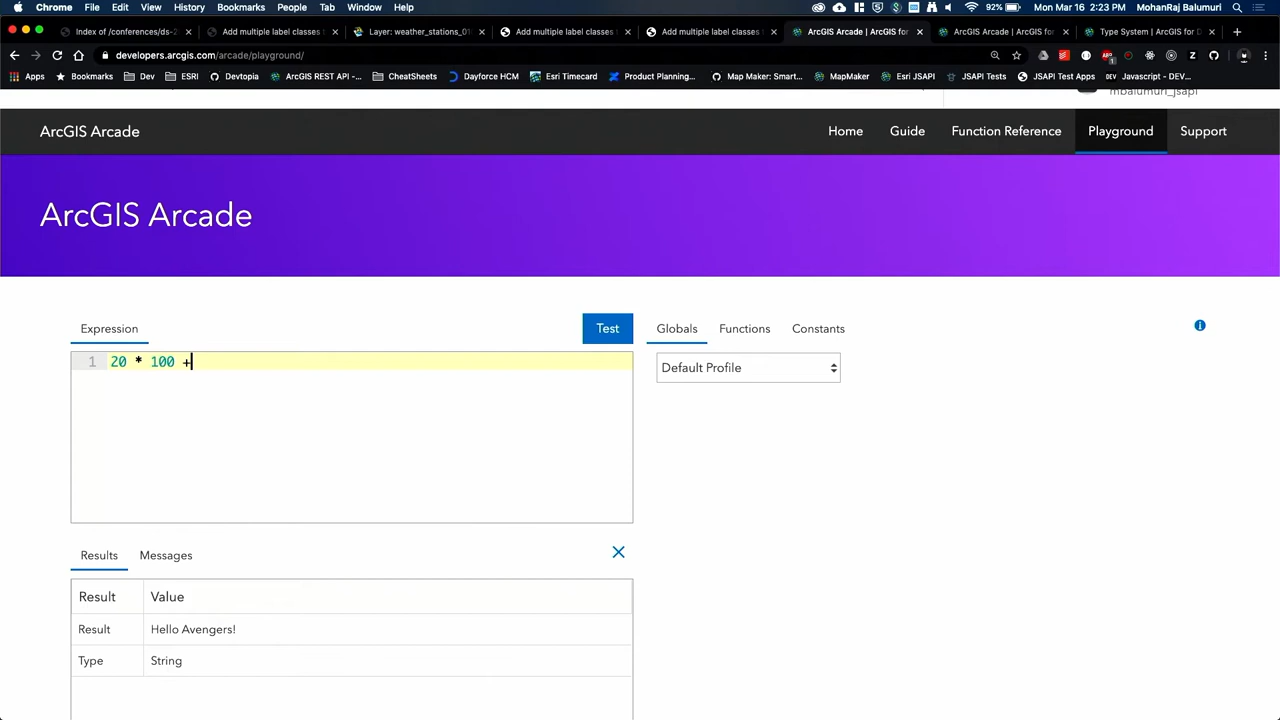 Chrome File Edit View History Bookmarks People Tab Window Help 92% Mon Mar 16 2:23 PM MohanRaj Balumuri
Index of /conferences/ds-2 Add multiple label classes Layer: weather_stations_01 Add multiple label classes Add multiple label classes ArcGIS Arcade | ArcGIS for ArcGIS Arcade | ArcGIS for Type System | ArcGIS for D
developers.arcgis.com/arcade/playground/
Apps Bookmarks Dev ESRI Devtopia ArcGIS REST API -... CheatSheets Dayforce HCM Esri Timecard Product Planning... Map Maker: Smart... MapMaker Esri JSAPI JSAPI Tests JSAPI Test Apps Javascript - DEV...
mbalumuri_jsapi
ArcGIS Arcade Home Guide Function Reference Playground Support
ArcGIS Arcade
Expression Test Globals Functions Constants
1 20 * 100 +
Default Profile
Results Messages
Result Value
Result Hello Avengers!
Type String